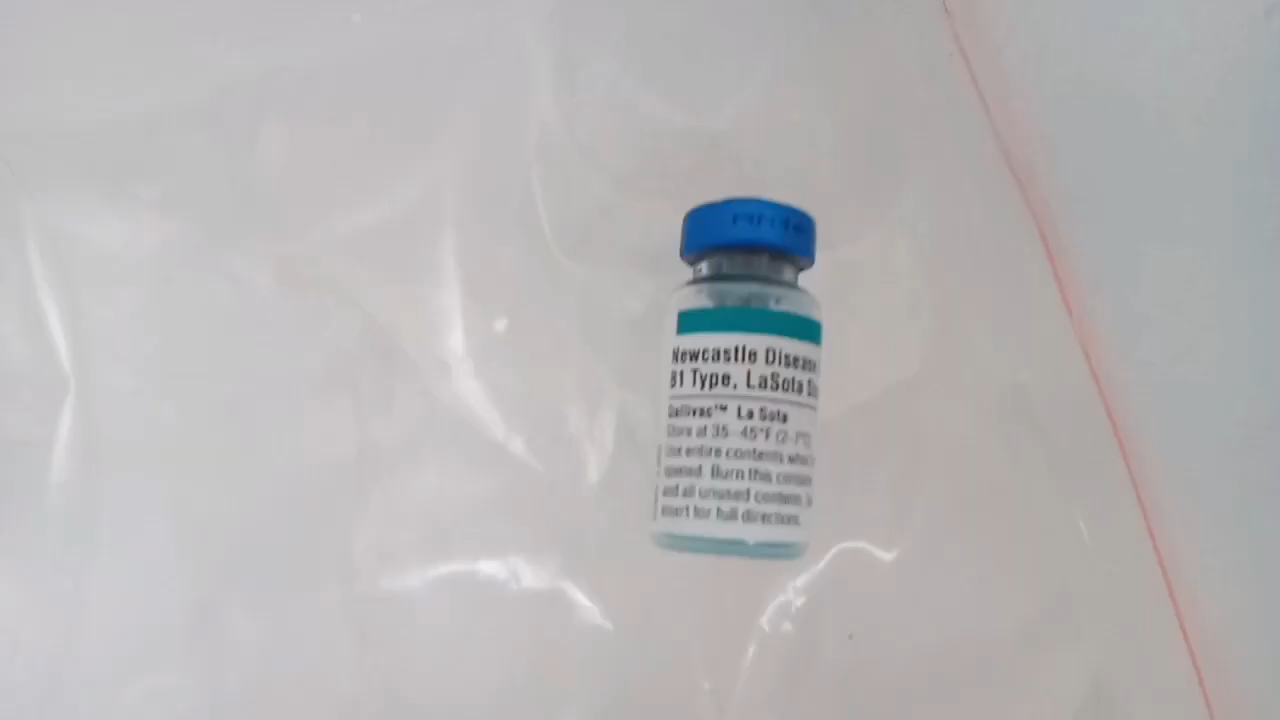 Newcastle Disease
B1 Type, LaSota
Gallivac™ La Sota
Store at 35-45°F (2-7°C)
Use entire contents when
opened. Burn this
and all unused contents.
insert for full directions.